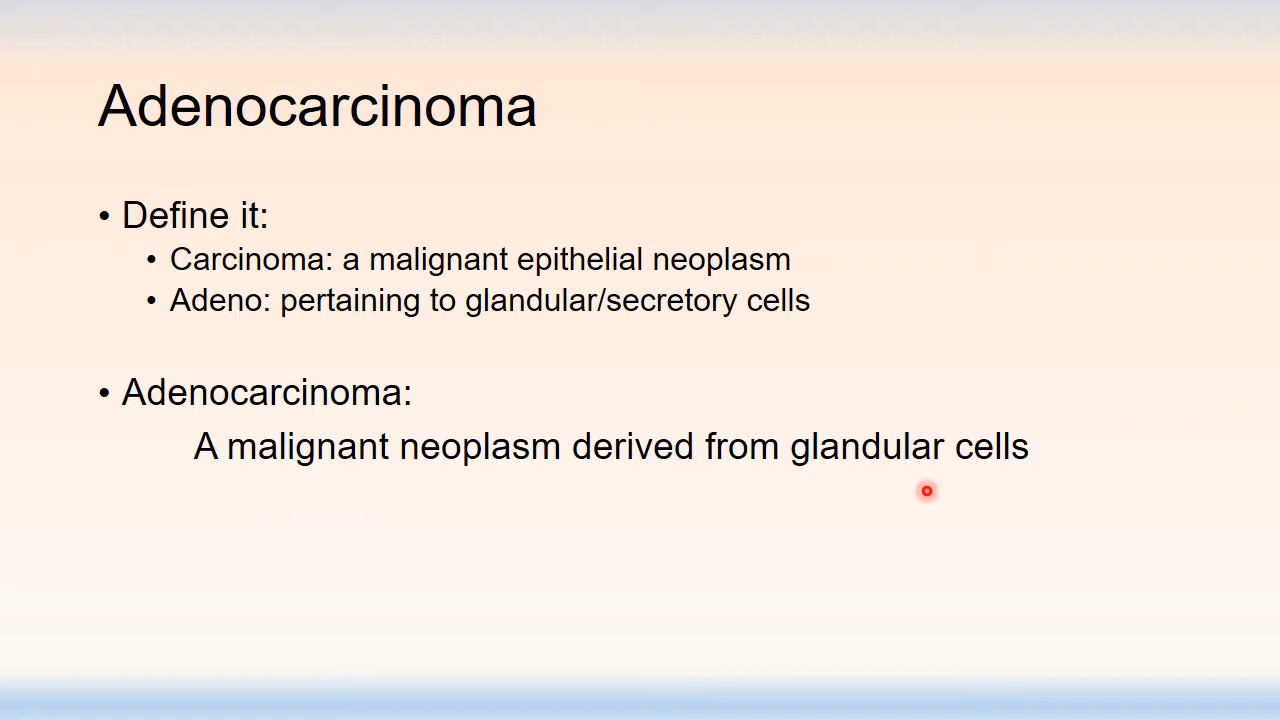 Adenocarcinoma
• Define it:
• Carcinoma: a malignant epithelial neoplasm
• Adeno: pertaining to glandular/secretory cells
• Adenocarcinoma:
A malignant neoplasm derived from glandular cells